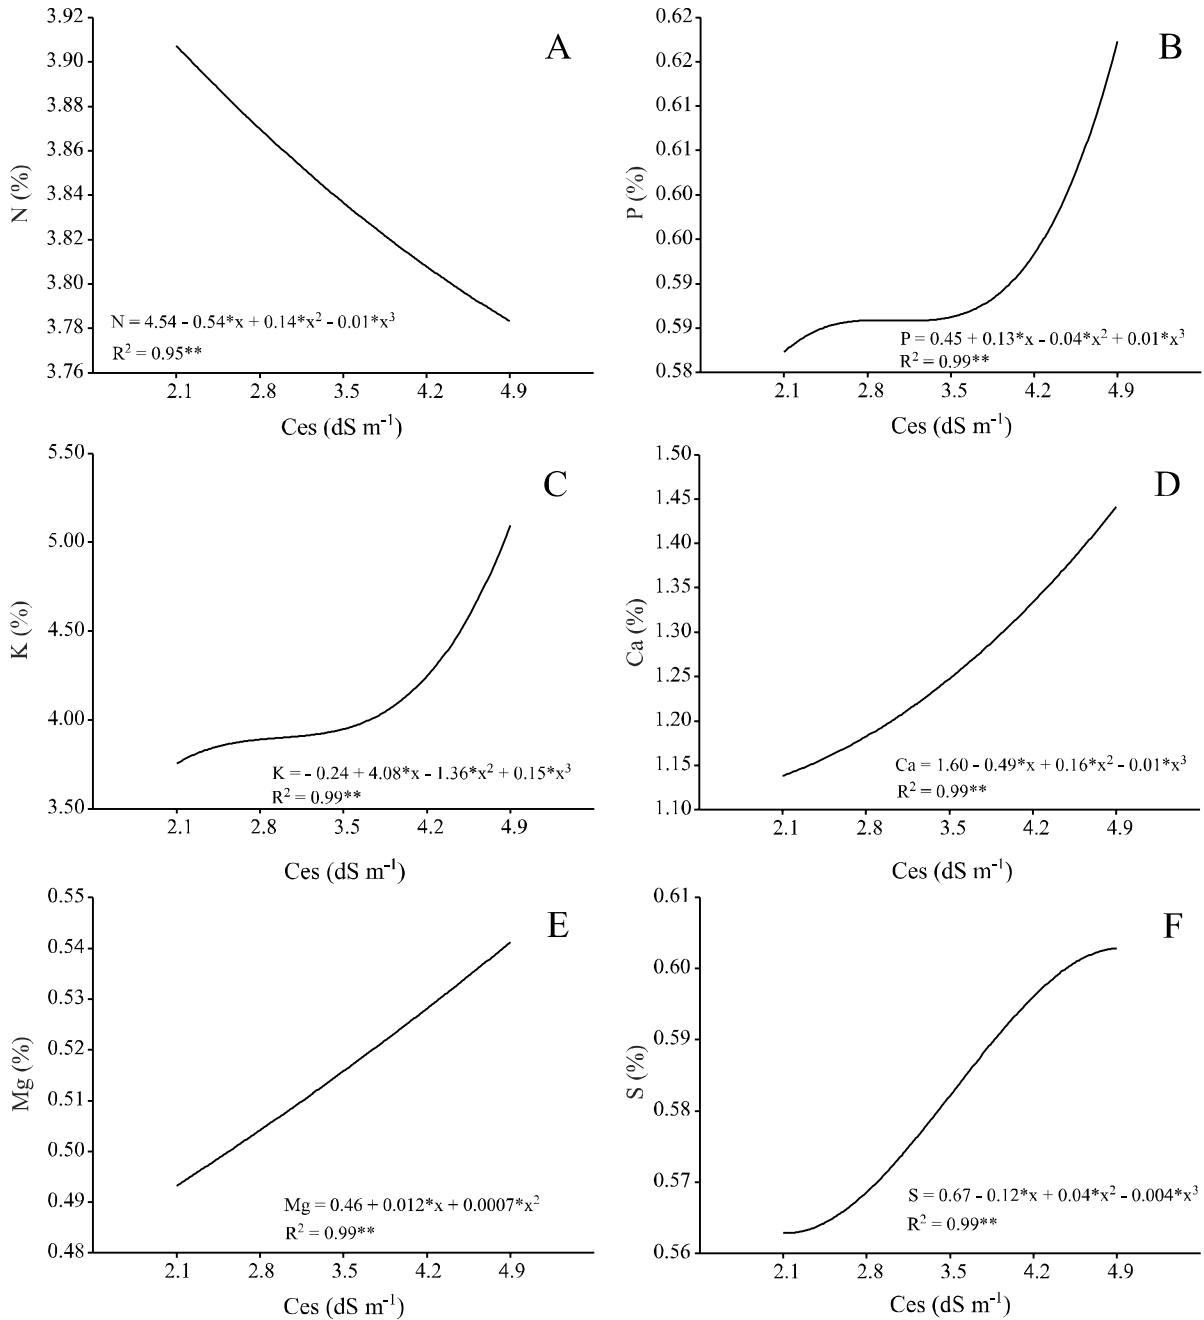 A
N (%)
3.92
3.90
3.88
3.86
3.84
3.82
3.80
3.78
3.76
N = 4.54 - 0.54*x + 0.14*x² - 0.01*x³
R² = 0.95**
2.1 2.8 3.5 4.2 4.9
Ces (dS m⁻¹)
B
P (%)
0.62
0.62
0.61
0.61
0.60
0.60
0.59
0.59
0.58
P = 0.45 + 0.13*x - 0.04*x² + 0.01*x³
R² = 0.99**
2.1 2.8 3.5 4.2 4.9
Ces (dS m⁻¹)
C
K (%)
5.50
5.00
4.50
4.00
3.50
K = - 0.24 + 4.08*x - 1.36*x² + 0.15*x³
R² = 0.99**
2.1 2.8 3.5 4.2 4.9
Ces (dS m⁻¹)
D
Ca (%)
1.50
1.45
1.40
1.35
1.30
1.25
1.20
1.15
1.10
Ca = 1.60 - 0.49*x + 0.16*x² - 0.01*x³
R² = 0.99**
2.1 2.8 3.5 4.2 4.9
Ces (dS m⁻¹)
E
Mg (%)
0.55
0.54
0.53
0.52
0.51
0.50
0.49
0.48
Mg = 0.46 + 0.012*x + 0.0007*x²
R² = 0.99**
2.1 2.8 3.5 4.2 4.9
Ces (dS m⁻¹)
F
S (%)
0.61
0.60
0.59
0.58
0.57
0.56
S = 0.67 - 0.12*x + 0.04*x² - 0.004*x³
R² = 0.99**
2.1 2.8 3.5 4.2 4.9
Ces (dS m⁻¹)